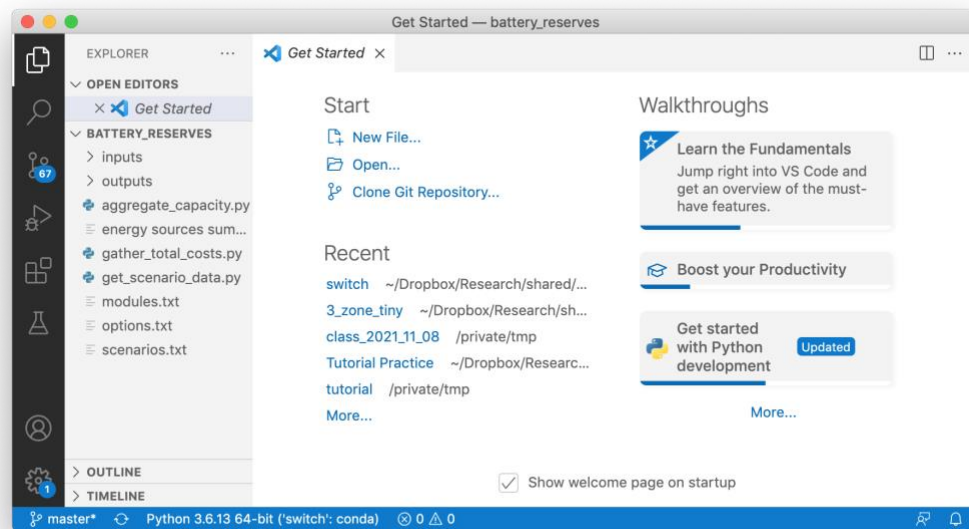 Get Started — battery_reserves
EXPLORER ...
Get Started
...
OPEN EDITORS
Get Started
BATTERY_RESERVES
inputs
outputs
aggregate_capacity.py
energy sources sum...
gather_total_costs.py
get_scenario_data.py
modules.txt
options.txt
scenarios.txt
67
OUTLINE
TIMELINE
1
Start
New File...
Open...
Clone Git Repository...
Recent
switch ~/Dropbox/Research/shared/...
3_zone_tiny ~/Dropbox/Research/sh...
class_2021_11_08 /private/tmp
Tutorial Practice ~/Dropbox/Researc...
tutorial /private/tmp
More...
Walkthroughs
Learn the Fundamentals
Jump right into VS Code and
get an overview of the must-
have features.
Boost your Productivity
Get started
with Python
development
Updated
More...
Show welcome page on startup
master* Python 3.6.13 64-bit ('switch': conda) 0 0